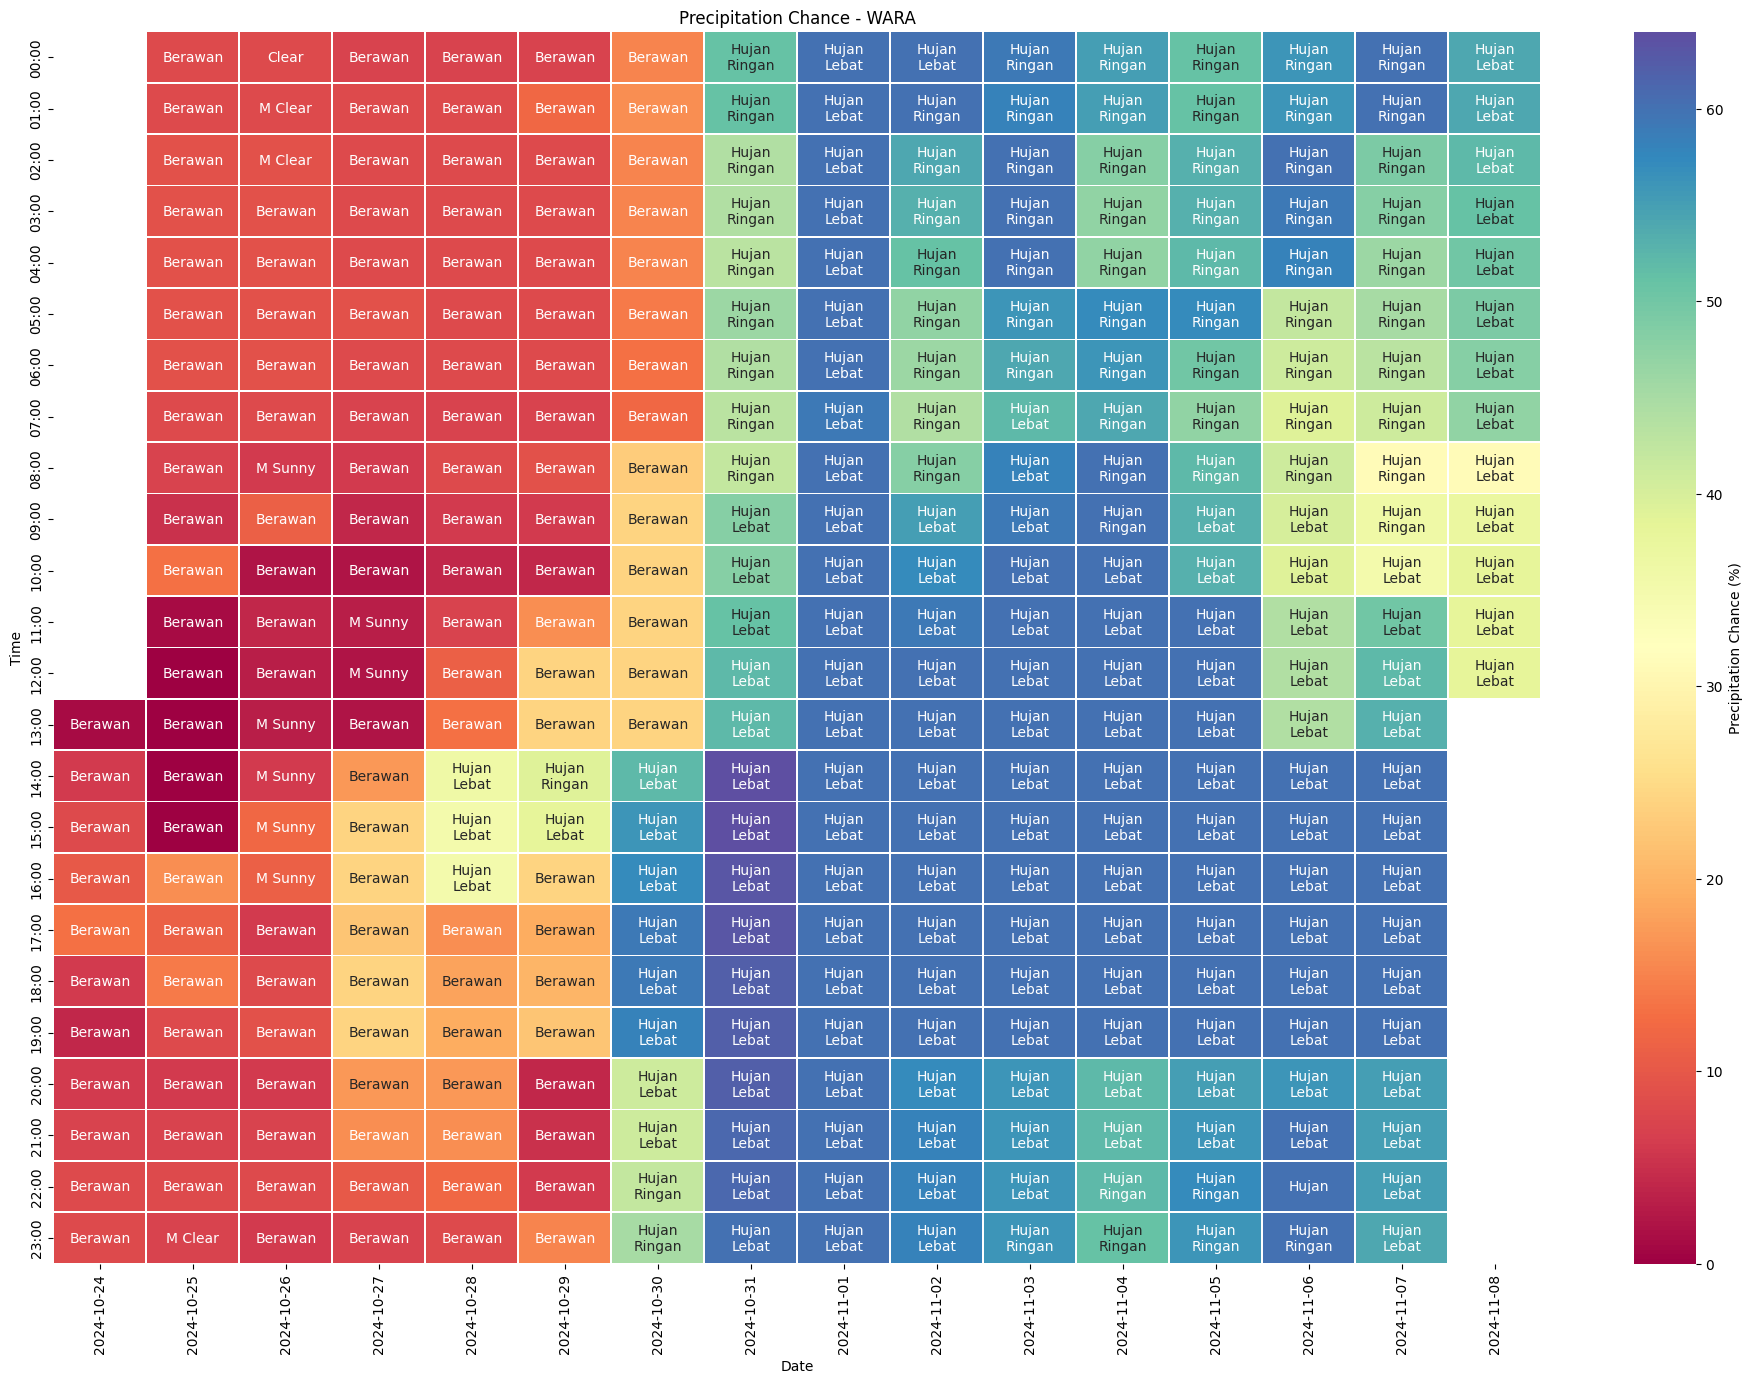 Precipitation Chance - WARA
00:00 Berawan Clear Berawan Berawan Berawan Berawan Hujan Ringan Hujan Lebat Hujan Lebat Hujan Ringan Hujan Ringan Hujan Ringan Hujan Ringan Hujan Ringan Hujan Lebat
01:00 Berawan M Clear Berawan Berawan Berawan Berawan Hujan Ringan Hujan Lebat Hujan Ringan Hujan Ringan Hujan Ringan Hujan Ringan Hujan Ringan Hujan Ringan Hujan Lebat
02:00 Berawan M Clear Berawan Berawan Berawan Berawan Hujan Ringan Hujan Lebat Hujan Ringan Hujan Ringan Hujan Ringan Hujan Ringan Hujan Ringan Hujan Ringan Hujan Lebat
03:00 Berawan Berawan Berawan Berawan Berawan Berawan Hujan Ringan Hujan Lebat Hujan Ringan Hujan Ringan Hujan Ringan Hujan Ringan Hujan Ringan Hujan Ringan Hujan Lebat
04:00 Berawan Berawan Berawan Berawan Berawan Berawan Hujan Ringan Hujan Lebat Hujan Ringan Hujan Ringan Hujan Ringan Hujan Ringan Hujan Ringan Hujan Ringan Hujan Lebat
05:00 Berawan Berawan Berawan Berawan Berawan Berawan Hujan Ringan Hujan Lebat Hujan Ringan Hujan Ringan Hujan Ringan Hujan Ringan Hujan Ringan Hujan Ringan Hujan Lebat
06:00 Berawan Berawan Berawan Berawan Berawan Berawan Hujan Ringan Hujan Lebat Hujan Ringan Hujan Ringan Hujan Ringan Hujan Ringan Hujan Ringan Hujan Ringan Hujan Lebat
07:00 Berawan Berawan Berawan Berawan Berawan Berawan Hujan Ringan Hujan Lebat Hujan Ringan Hujan Lebat Hujan Ringan Hujan Ringan Hujan Ringan Hujan Ringan Hujan Lebat
08:00 Berawan M Sunny Berawan Berawan Berawan Berawan Hujan Ringan Hujan Lebat Hujan Ringan Hujan Lebat Hujan Ringan Hujan Ringan Hujan Ringan Hujan Ringan Hujan Lebat
09:00 Berawan Berawan Berawan Berawan Berawan Berawan Hujan Lebat Hujan Lebat Hujan Lebat Hujan Lebat Hujan Ringan Hujan Lebat Hujan Lebat Hujan Ringan Hujan Lebat
10:00 Berawan Berawan Berawan Berawan Berawan Berawan Hujan Lebat Hujan Lebat Hujan Lebat Hujan Lebat Hujan Lebat Hujan Lebat Hujan Lebat Hujan Lebat Hujan Lebat
11:00 Berawan Berawan M Sunny Berawan Berawan Berawan Hujan Lebat Hujan Lebat Hujan Lebat Hujan Lebat Hujan Lebat Hujan Lebat Hujan Lebat Hujan Lebat Hujan Lebat
12:00 Berawan Berawan M Sunny Berawan Berawan Berawan Hujan Lebat Hujan Lebat Hujan Lebat Hujan Lebat Hujan Lebat Hujan Lebat Hujan Lebat Hujan Lebat Hujan Lebat
13:00 Berawan Berawan M Sunny Berawan Berawan Berawan Berawan Hujan Lebat Hujan Lebat Hujan Lebat Hujan Lebat Hujan Lebat Hujan Lebat Hujan Lebat Hujan Lebat
14:00 Berawan Berawan M Sunny Berawan Hujan Lebat Hujan Ringan Hujan Lebat Hujan Lebat Hujan Lebat Hujan Lebat Hujan Lebat Hujan Lebat Hujan Lebat Hujan Lebat Hujan Lebat
15:00 Berawan Berawan M Sunny Berawan Hujan Lebat Hujan Lebat Hujan Lebat Hujan Lebat Hujan Lebat Hujan Lebat Hujan Lebat Hujan Lebat Hujan Lebat Hujan Lebat Hujan Lebat
16:00 Berawan Berawan M Sunny Berawan Hujan Lebat Berawan Hujan Lebat Hujan Lebat Hujan Lebat Hujan Lebat Hujan Lebat Hujan Lebat Hujan Lebat Hujan Lebat Hujan Lebat
17:00 Berawan Berawan Berawan Berawan Berawan Berawan Hujan Lebat Hujan Lebat Hujan Lebat Hujan Lebat Hujan Lebat Hujan Lebat Hujan Lebat Hujan Lebat Hujan Lebat
18:00 Berawan Berawan Berawan Berawan Berawan Berawan Hujan Lebat Hujan Lebat Hujan Lebat Hujan Lebat Hujan Lebat Hujan Lebat Hujan Lebat Hujan Lebat Hujan Lebat
19:00 Berawan Berawan Berawan Berawan Berawan Berawan Hujan Lebat Hujan Lebat Hujan Lebat Hujan Lebat Hujan Lebat Hujan Lebat Hujan Lebat Hujan Lebat Hujan Lebat
20:00 Berawan Berawan Berawan Berawan Berawan Berawan Hujan Lebat Hujan Lebat Hujan Lebat Hujan Lebat Hujan Lebat Hujan Lebat Hujan Lebat Hujan Lebat Hujan Lebat
21:00 Berawan Berawan Berawan Berawan Berawan Berawan Hujan Lebat Hujan Lebat Hujan Lebat Hujan Lebat Hujan Lebat Hujan Lebat Hujan Lebat Hujan Lebat Hujan Lebat
22:00 Berawan Berawan Berawan Berawan Berawan Berawan Hujan Ringan Hujan Lebat Hujan Lebat Hujan Lebat Hujan Lebat Hujan Ringan Hujan Ringan Hujan Hujan Lebat
23:00 Berawan M Clear Berawan Berawan Berawan Berawan Hujan Ringan Hujan Lebat Hujan Lebat Hujan Lebat Hujan Ringan Hujan Ringan Hujan Ringan Hujan Ringan Hujan Lebat
Time
2024-10-24 2024-10-25 2024-10-26 2024-10-27 2024-10-28 2024-10-29 2024-10-30 2024-10-31 2024-11-01 2024-11-02 2024-11-03 2024-11-04 2024-11-05 2024-11-06 2024-11-07 2024-11-08
Date
60
50
40
30
20
10
0
Precipitation Chance (%)